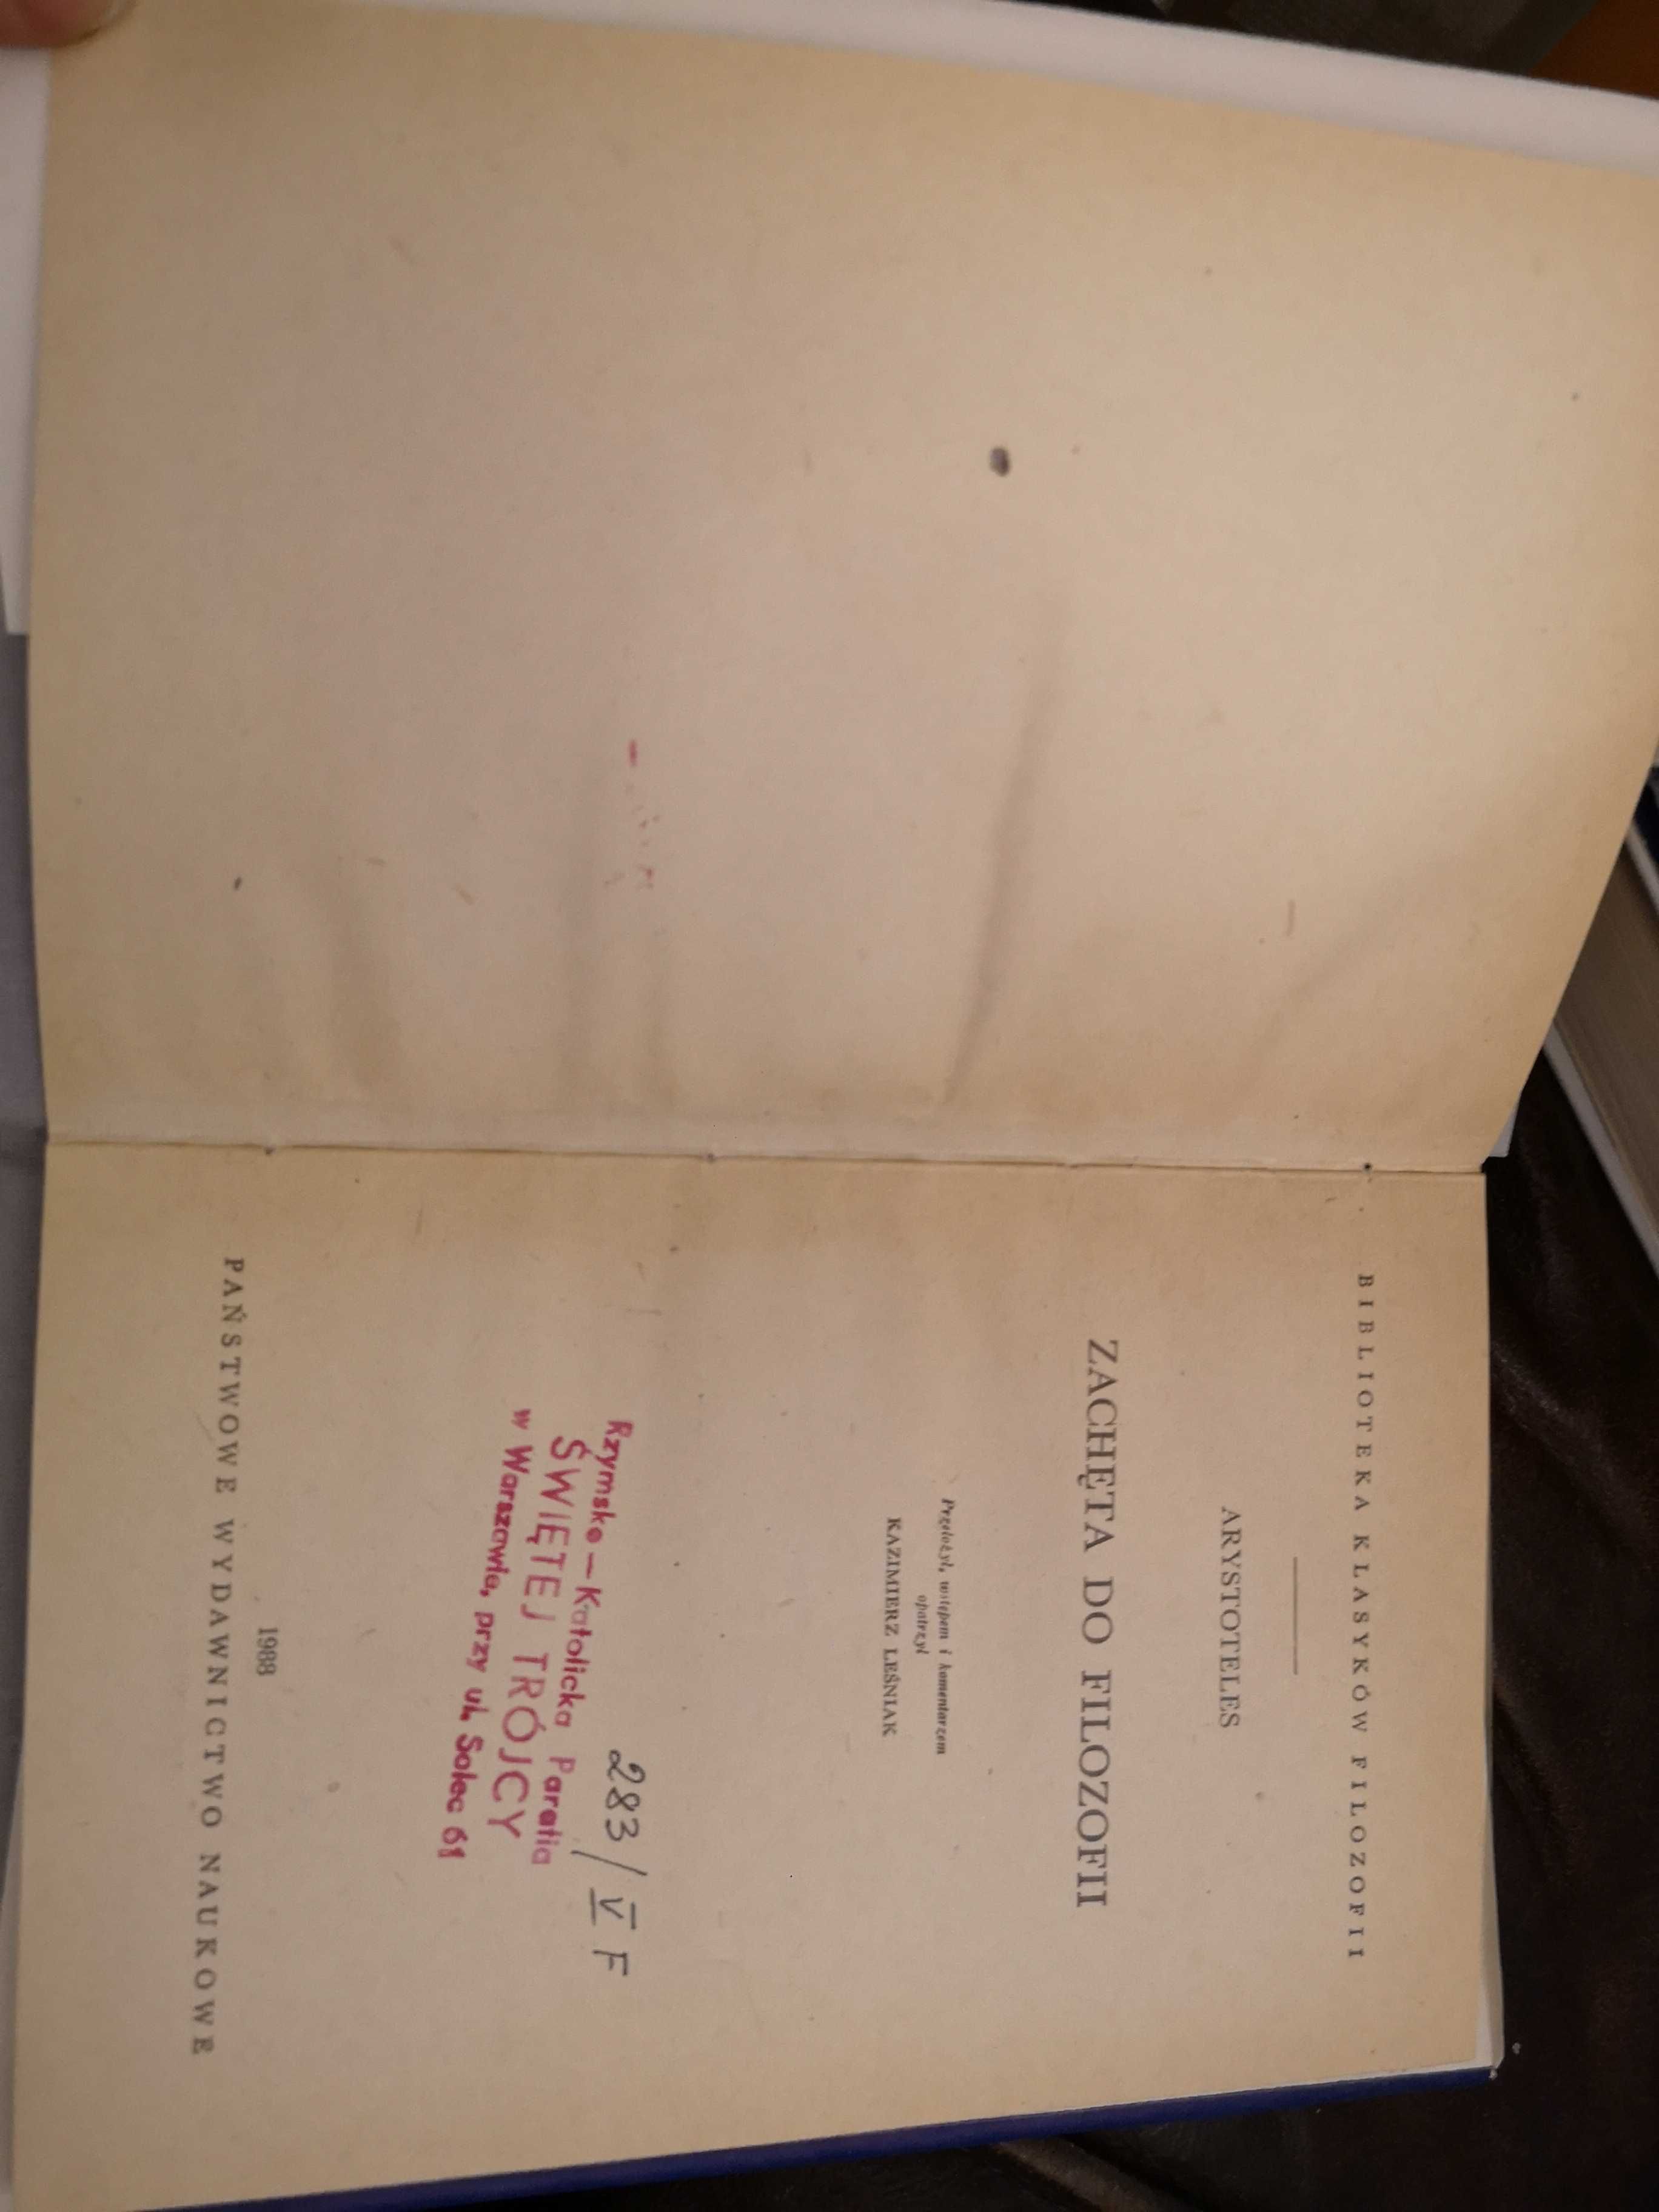 BIBLIOTEKA KLASYKÓW FILOZOFII
ARYSTOTELES
ZACHĘTA DO FILOZOFII
Przełożył, wstępem i komentarzem
opatrzył
KAZIMIERZ LEŚNIAK
283/V F
Rzymsko-Katolicka Parafia
ŚWIĘTEJ TRÓJCY
w Warszawie, przy ul. Solec 61
1988
PAŃSTWOWE WYDAWNICTWO NAUKOWE